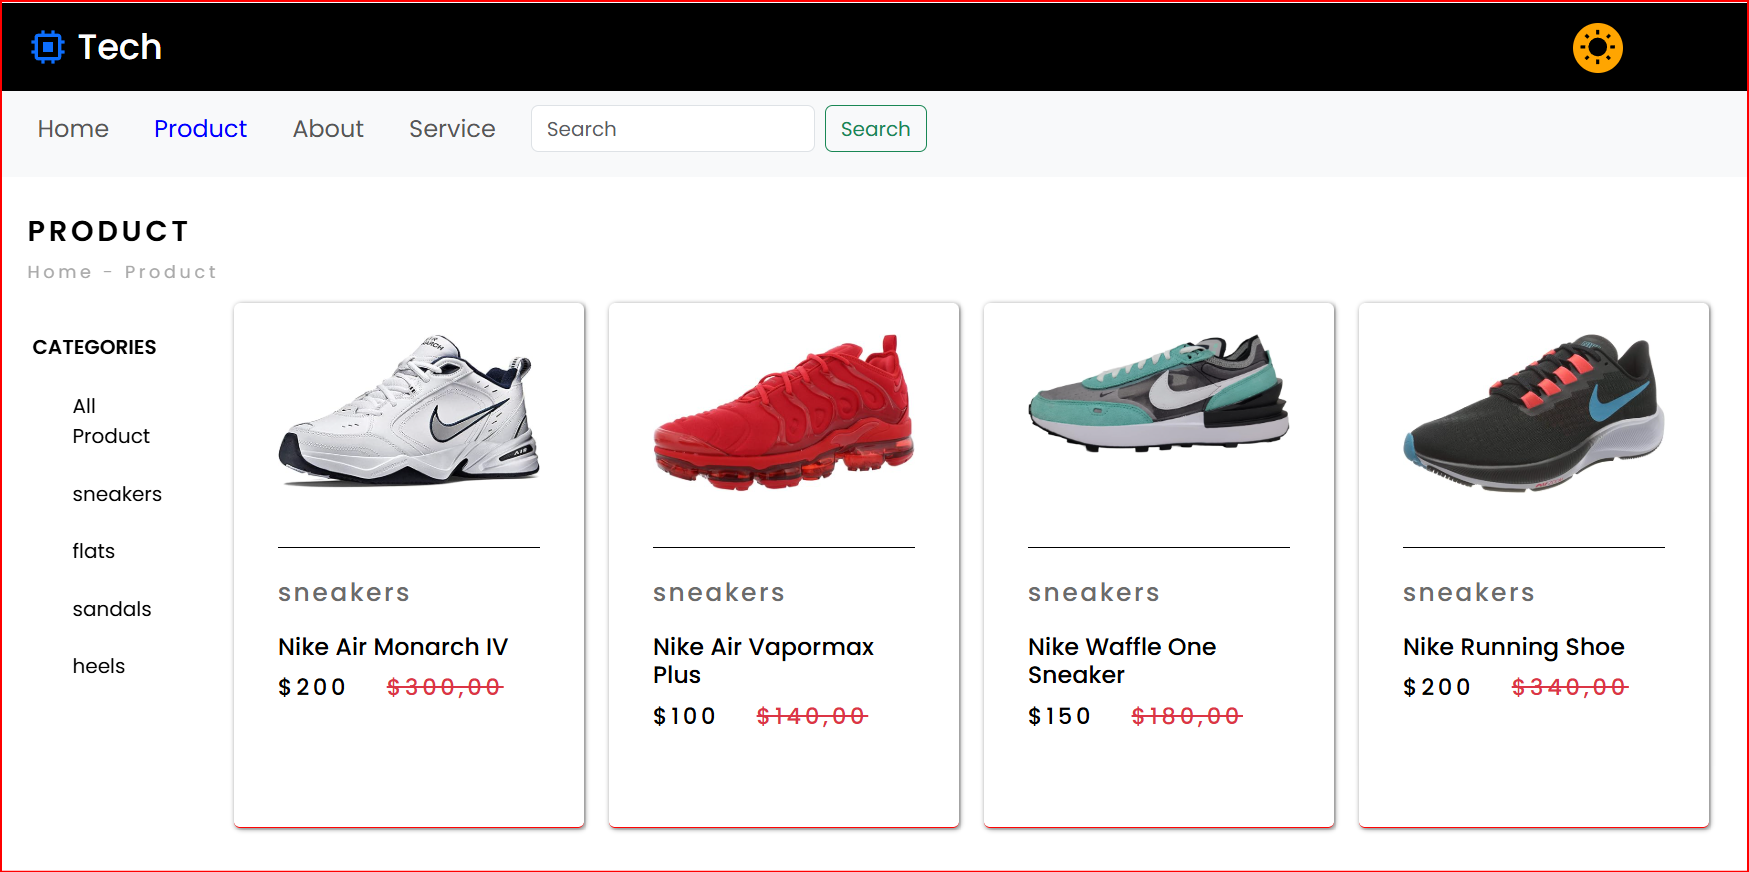 Tech
Home Product About Service Search Search
PRODUCT
Home - Product
CATEGORIES
All
Product
sneakers
flats
sandals
heels
sneakers
Nike Air Monarch IV
$200 $300,00
sneakers
Nike Air Vapormax
Plus
$100 $140,00
sneakers
Nike Waffle One
Sneaker
$150 $180,00
sneakers
Nike Running Shoe
$200 $340,00